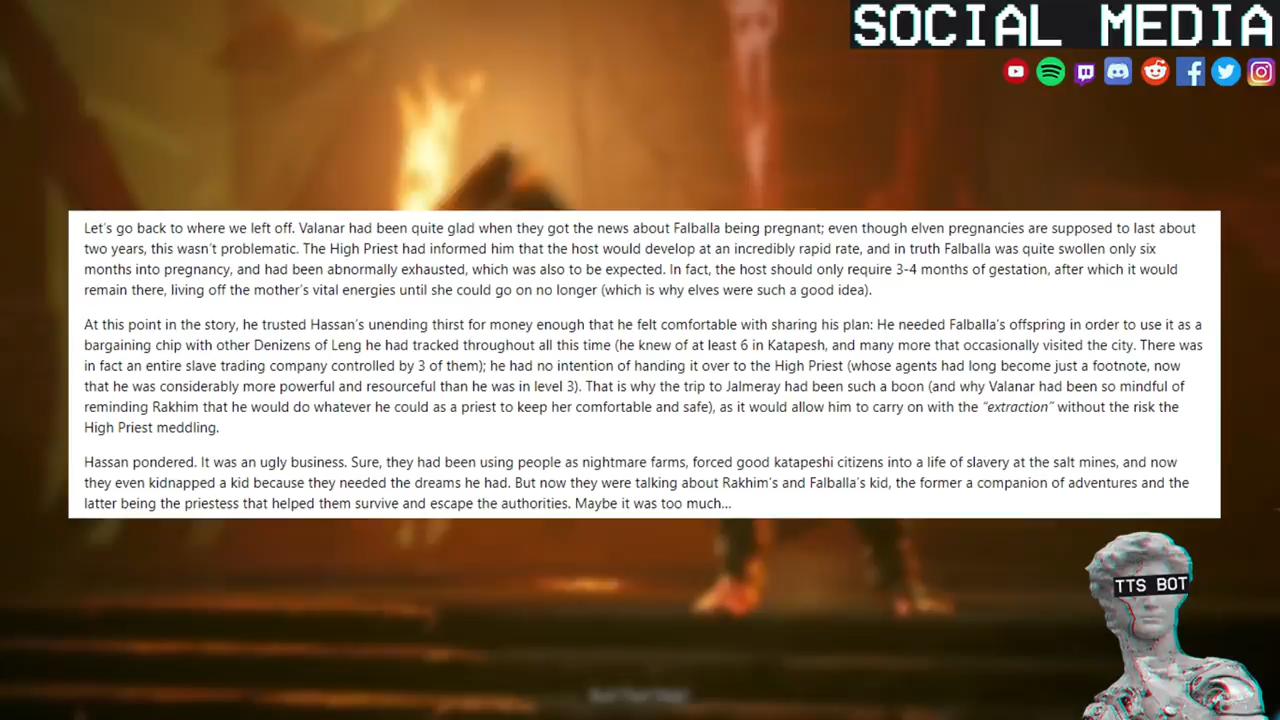 SOCIAL MEDIA
Let's go back to where we left off. Valanar had been quite glad when they got the news about Falballa being pregnant; even though elven pregnancies are supposed to last about
two years, this wasn't problematic. The High Priest had informed him that the host would develop at an incredibly rapid rate, and in truth Falballa was quite swollen only six
months into pregnancy, and had been abnormally exhausted, which was also to be expected. In fact, the host should only require 3-4 months of gestation, after which it would
remain there, living off the mother's vital energies until she could go on no longer (which is why elves were such a good idea).
At this point in the story, he trusted Hassan's unending thirst for money enough that he felt comfortable with sharing his plan: He needed Falballa's offspring in order to use it as a
bargaining chip with other Denizens of Leng he had tracked throughout all this time (he knew of at least 6 in Katapesh, and many more that occasionally visited the city. There was
in fact an entire slave trading company controlled by 3 of them); he had no intention of handing it over to the High Priest (whose agents had long become just a footnote, now
that he was considerably more powerful and resourceful than he was in level 3). That is why the trip to Jalmeray had been such a boon (and why Valanar had been so mindful of
reminding Rakhim that he would do whatever he could as a priest to keep her comfortable and safe), as it would allow him to carry on with the "extraction" without the risk the
High Priest meddling.
Hassan pondered. It was an ugly business. Sure, they had been using people as nightmare farms, forced good katapeshi citizens into a life of slavery at the salt mines, and now
they even kidnapped a kid because they needed the dreams he had. But now they were talking about Rakhim's and Falballa's kid, the former a companion of adventures and the
latter being the priestess that helped them survive and escape the authorities. Maybe it was too much...
TTS BOT